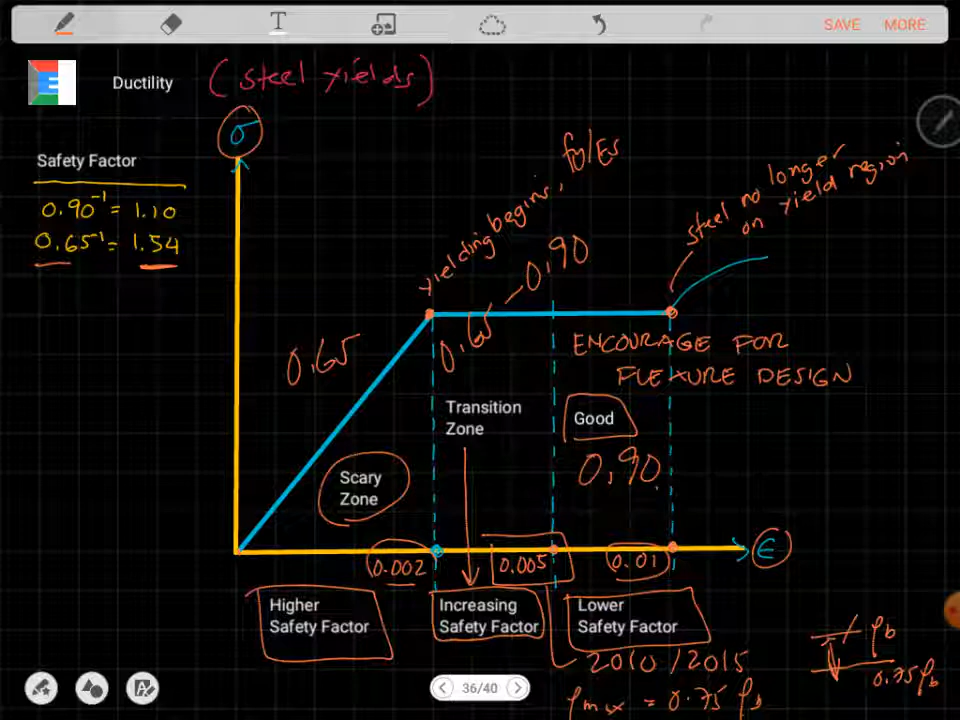 T
SAVE
MORE
E
Ductility
(steel yields)
σ
Safety Factor
0.90⁻¹ = 1.10
0.65⁻¹ = 1.54
yielding begins, fy/Es
steel no longer
on yield region
0.65
0.65 - 0.90
ENCOURAGE FOR
FLEXURE DESIGN
Transition
Zone
Good
0.90
Scary
Zone
0.002
0.005
0.01
ϵ
Higher
Safety Factor
Increasing
Safety Factor
Lower
Safety Factor
2010/2015
ρmax = 0.75 ρb
ρb
0.75ρb
36/40